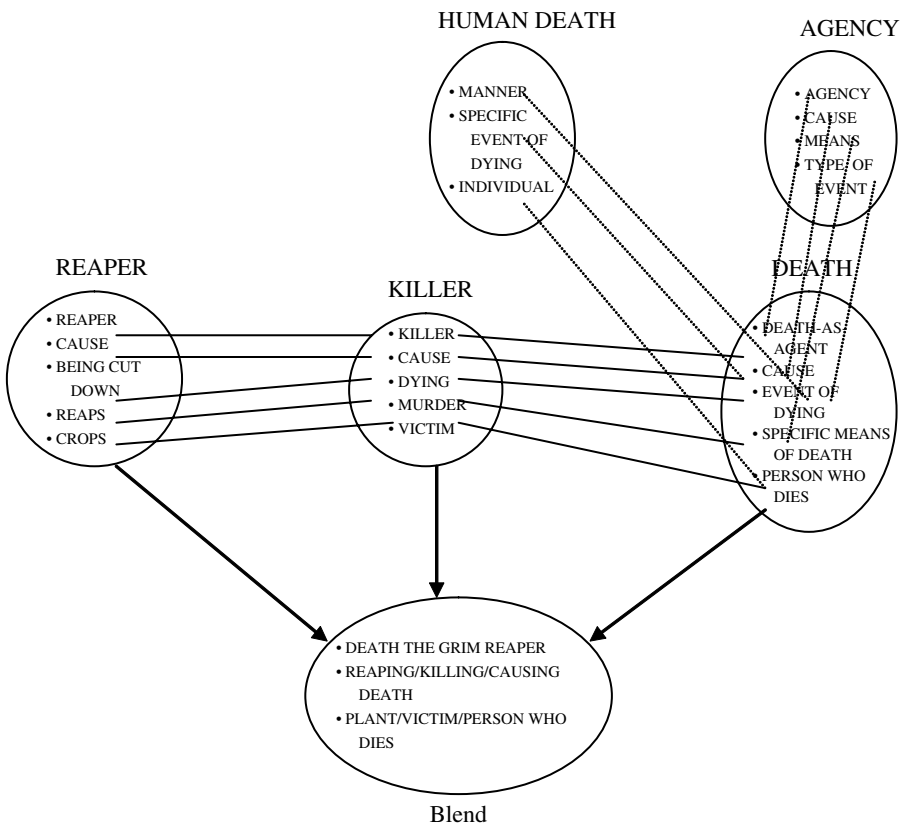 HUMAN DEATH
• MANNER
• SPECIFIC
EVENT OF
DYING
• INDIVIDUAL
AGENCY
• AGENCY
• CAUSE
• MEANS
• TYPE OF
EVENT
REAPER
• REAPER
• CAUSE
• BEING CUT
DOWN
• REAPS
• CROPS
KILLER
• KILLER
• CAUSE
• DYING
• MURDER
• VICTIM
DEATH
• DEATH-AS-
AGENT
• CAUSE
• EVENT OF
DYING
• SPECIFIC MEANS
OF DEATH
• PERSON WHO
DIES
• DEATH THE GRIM REAPER
• REAPING/KILLING/CAUSING
DEATH
• PLANT/VICTIM/PERSON WHO
DIES
Blend